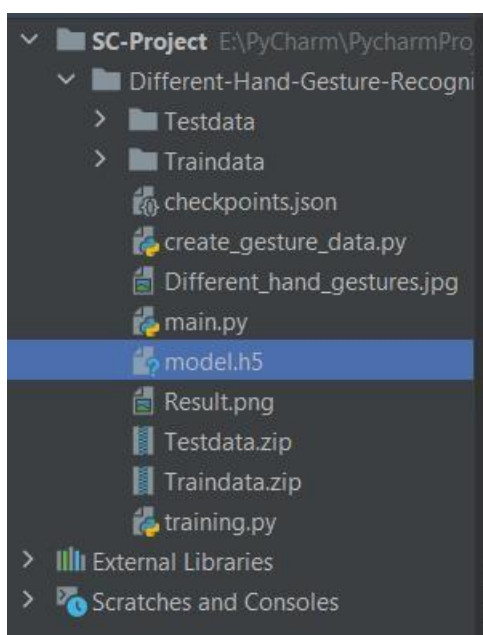 SC-Project E:\PyCharm\PycharmPro
Different-Hand-Gesture-Recogni
Testdata
Traindata
checkpoints.json
create_gesture_data.py
Different_hand_gestures.jpg
main.py
model.h5
Result.png
Testdata.zip
Traindata.zip
training.py
External Libraries
Scratches and Consoles